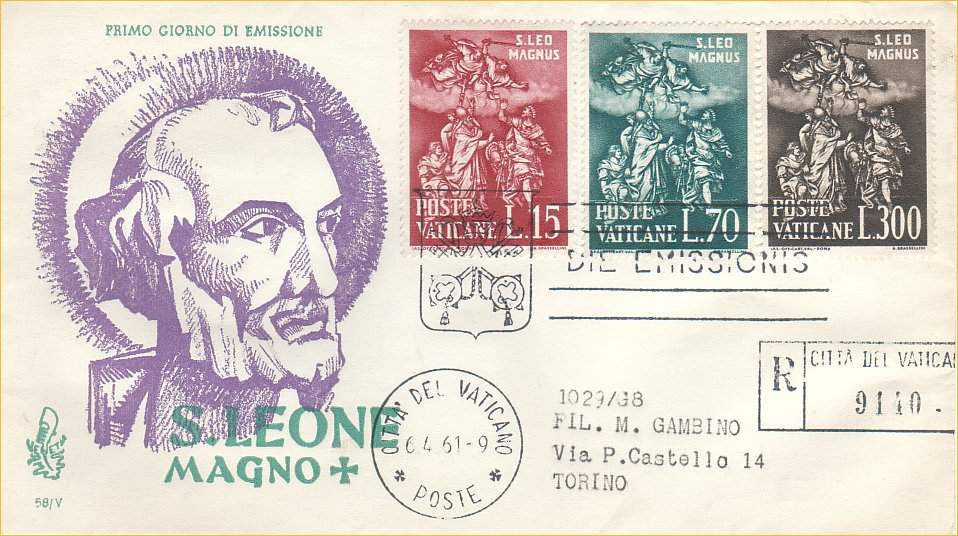 PRIMO GIORNO DI EMISSIONE
S.LEO
MAGNUS
POSTE
VATICANE L.15
S.LEO
MAGNUS
POSTE
VATICANE L.70
S.LEO
MAGNUS
POSTE
VATICANE L.300
DIE EMISSIONIS
R
CITTÀ DEL VATICA
9140
S.LEONE
MAGNO
58/V
CITTA' DEL VATICANO
6.4.61-9
POSTE
1029/G8
FIL. M. GAMBINO
Via P.Castello 14
TORINO